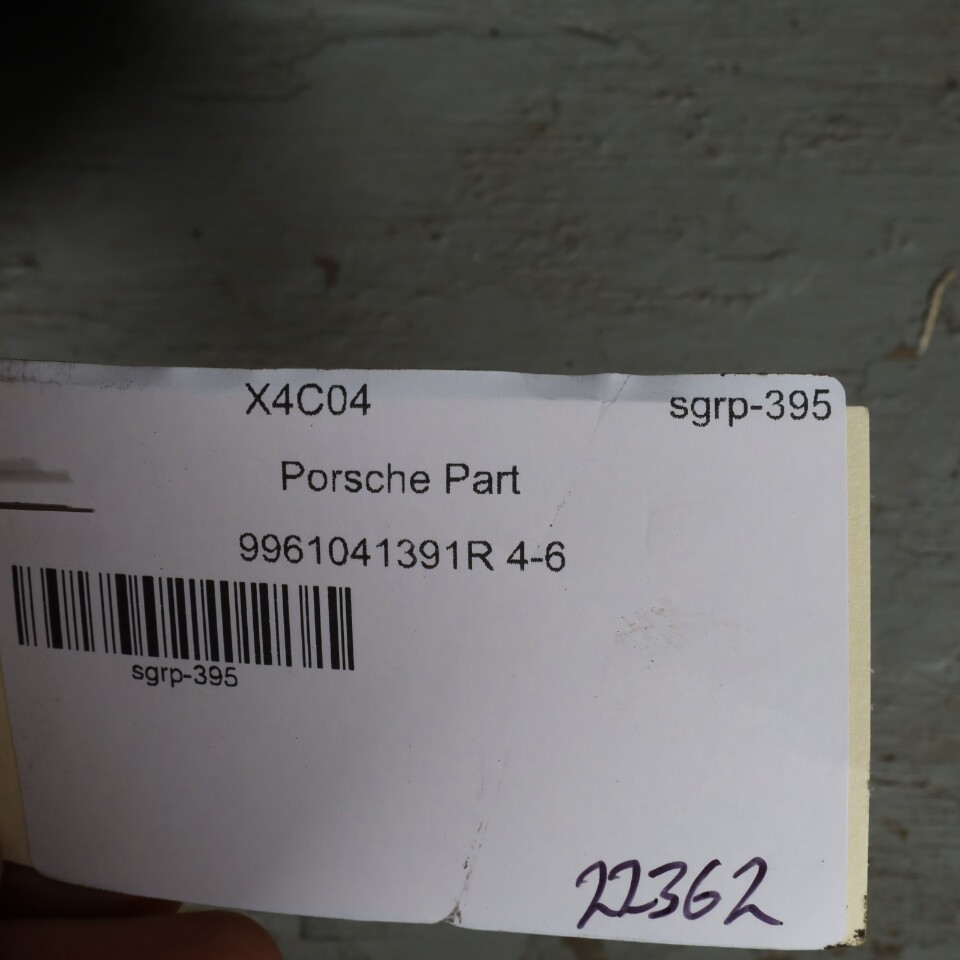 X4C04 sgrp-395
Porsche Part
9961041391R 4-6
sgrp-395
22362